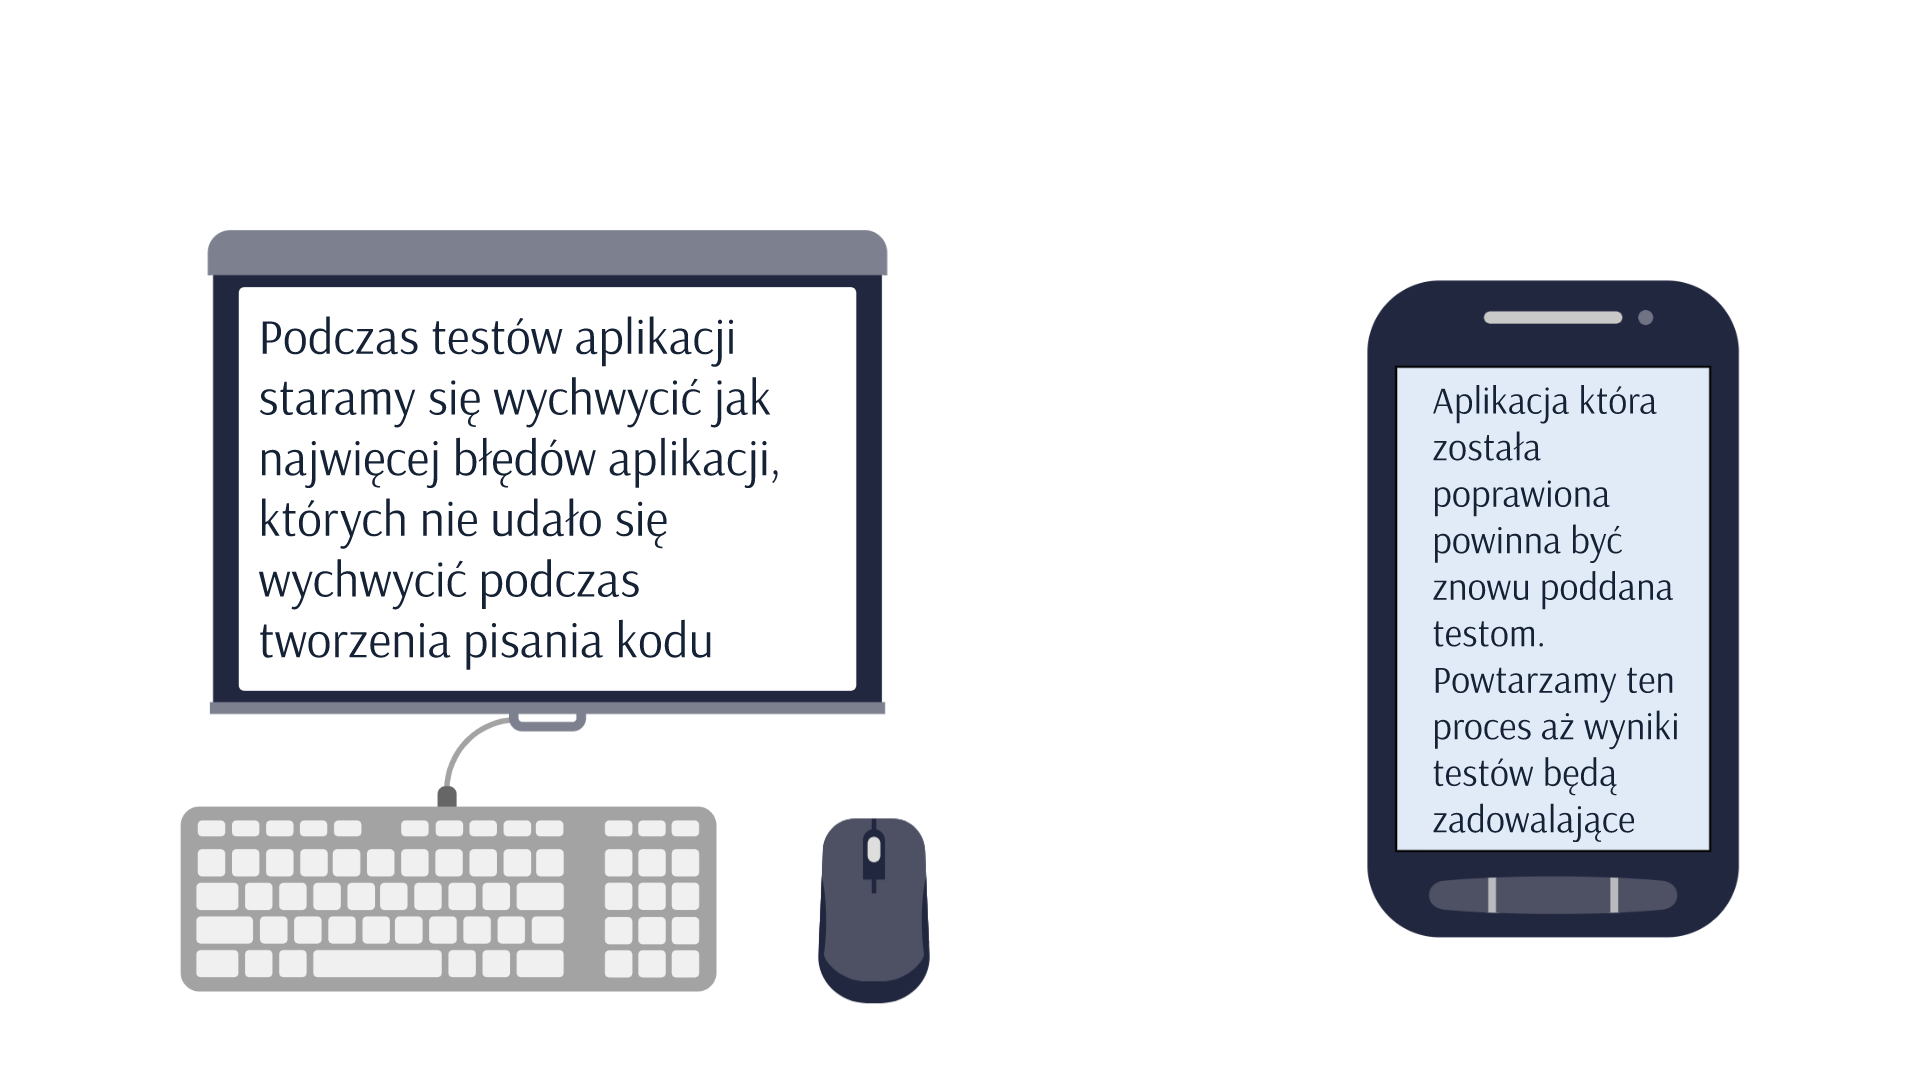 Podczas testów aplikacji
staramy się wychwycić jak
najwięcej błędów aplikacji,
których nie udało się
wychwycić podczas
tworzenia pisania kodu
Aplikacja która
została
poprawiona
powinna być
znowu poddana
testom.
Powtarzamy ten
proces aż wyniki
testów będą
zadowalające